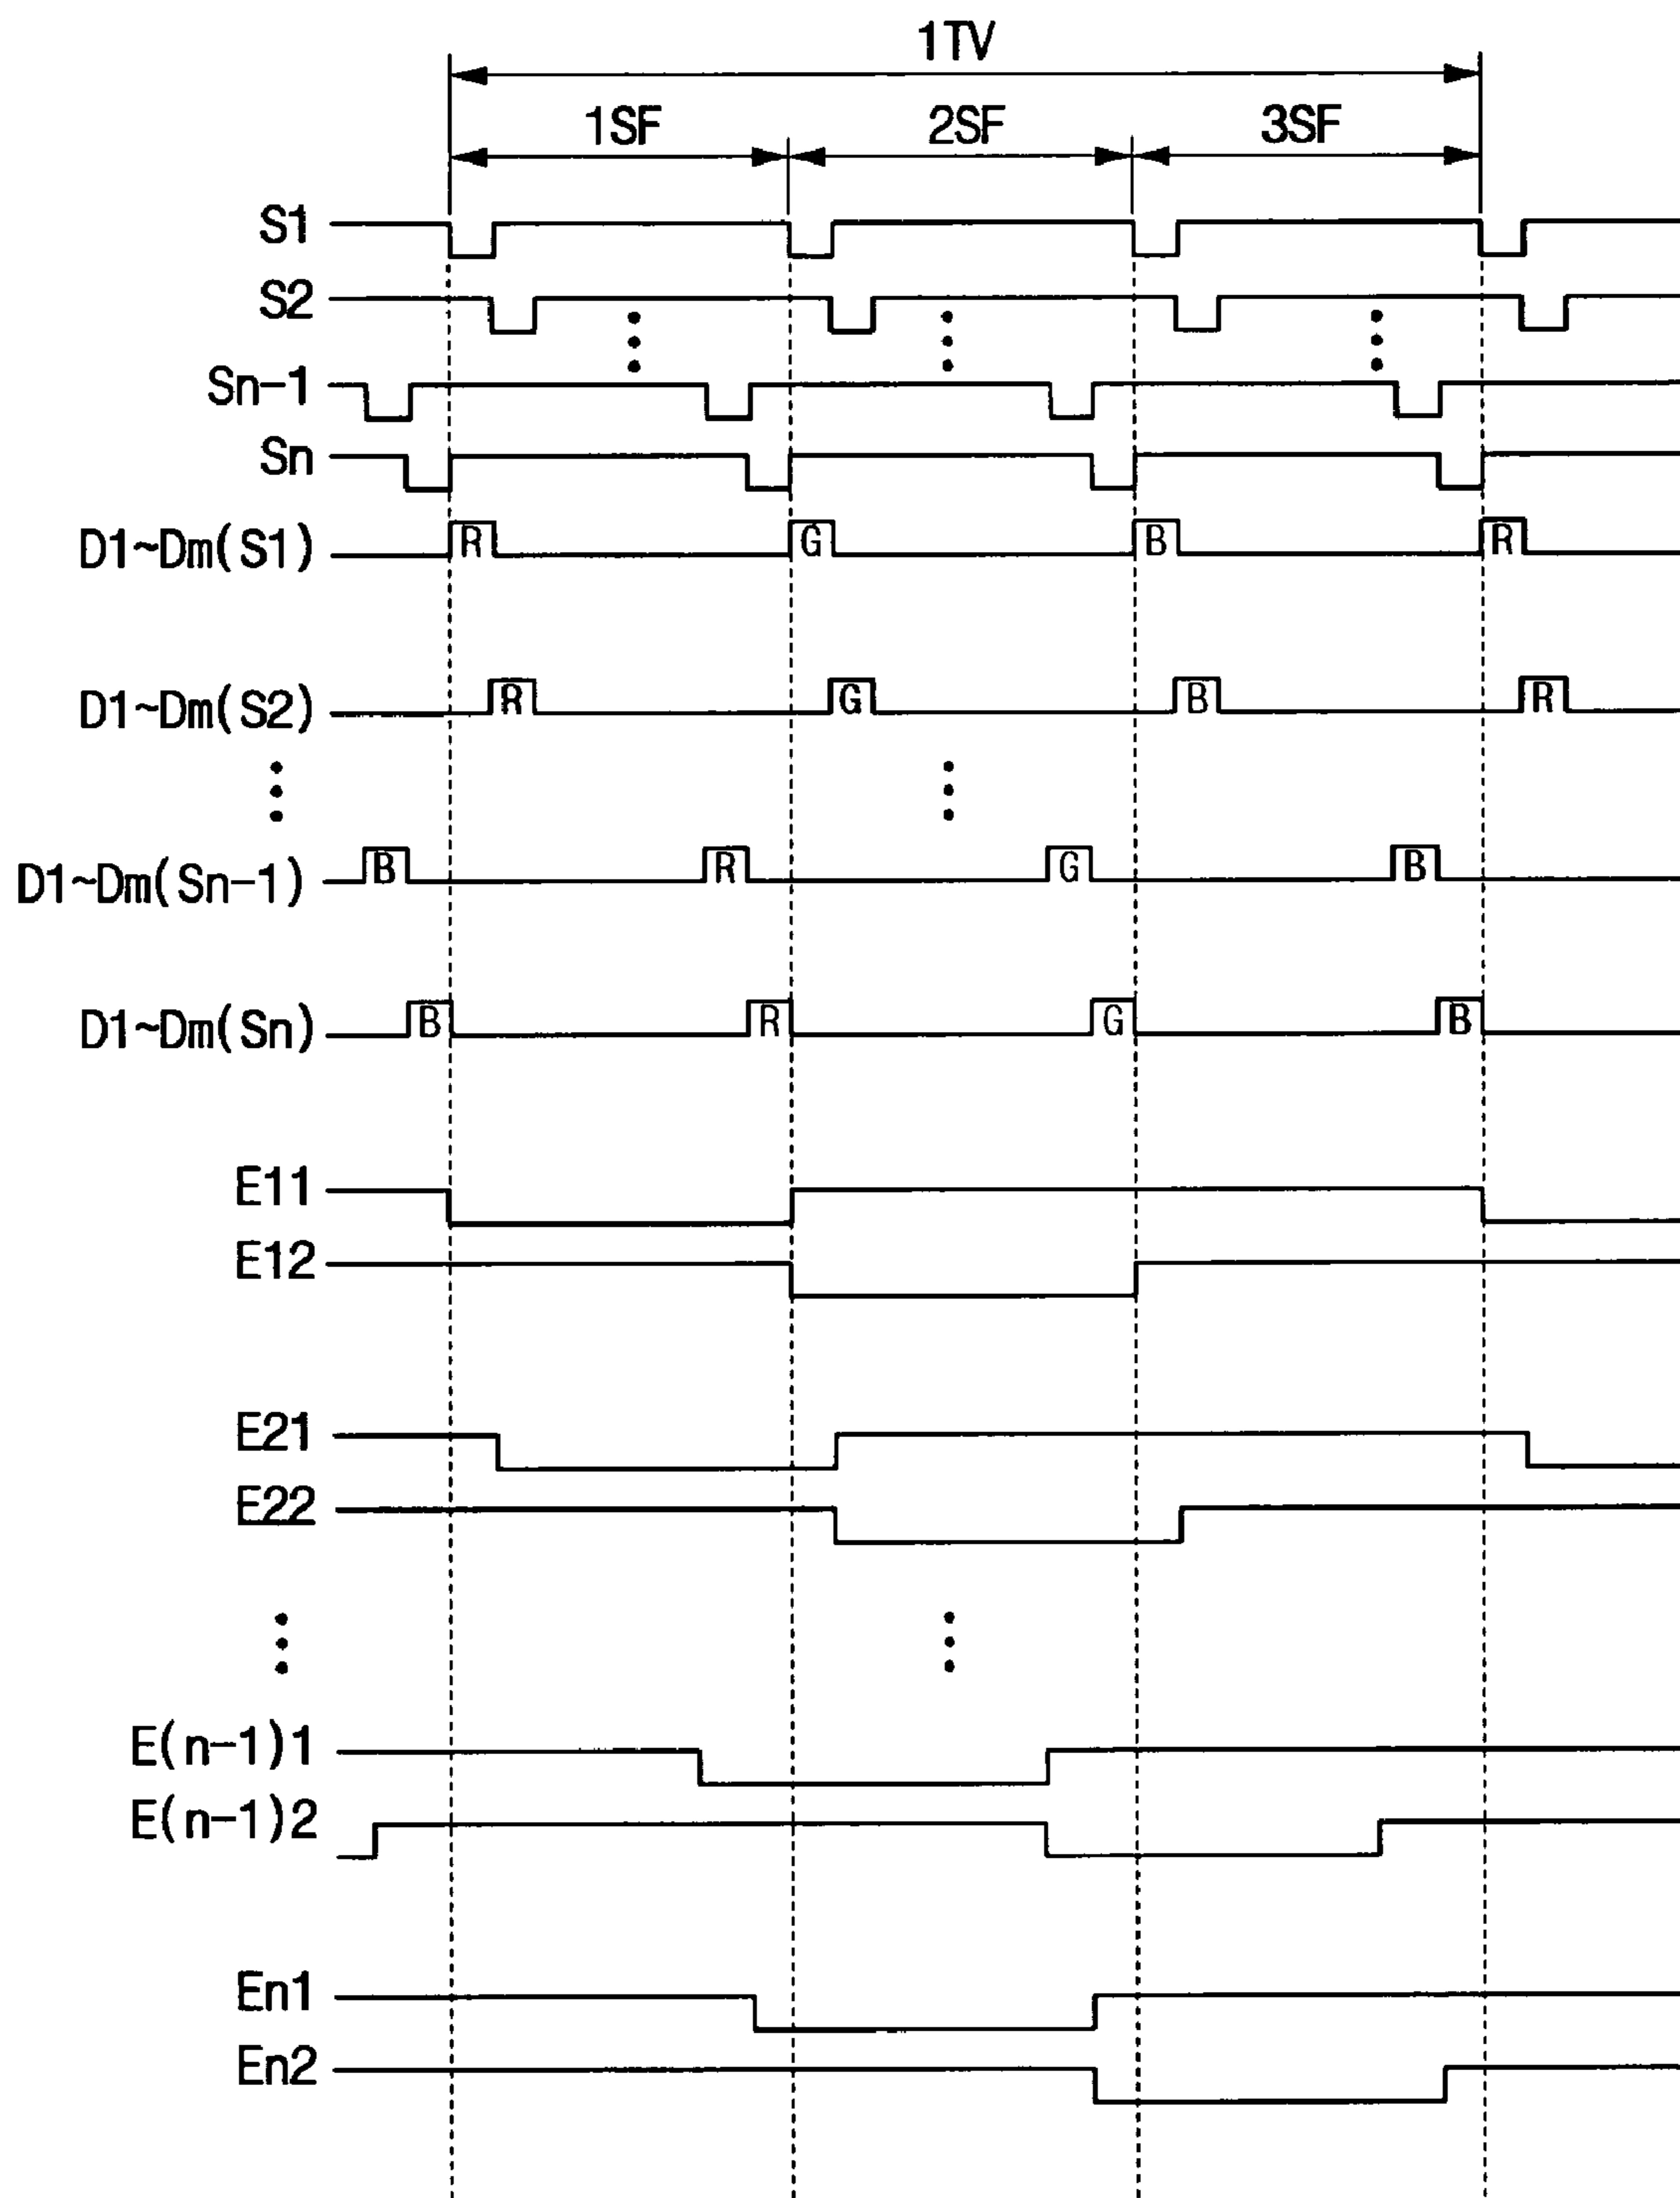 1TV
1SF 2SF 3SF
S1
S2
Sn-1
Sn
D1~Dm(S1) R G B R
D1~Dm(S2) R G B R
D1~Dm(Sn-1) B R G B
D1~Dm(Sn) B R G B
E11
E12
E21
E22
E(n-1)1
E(n-1)2
En1
En2